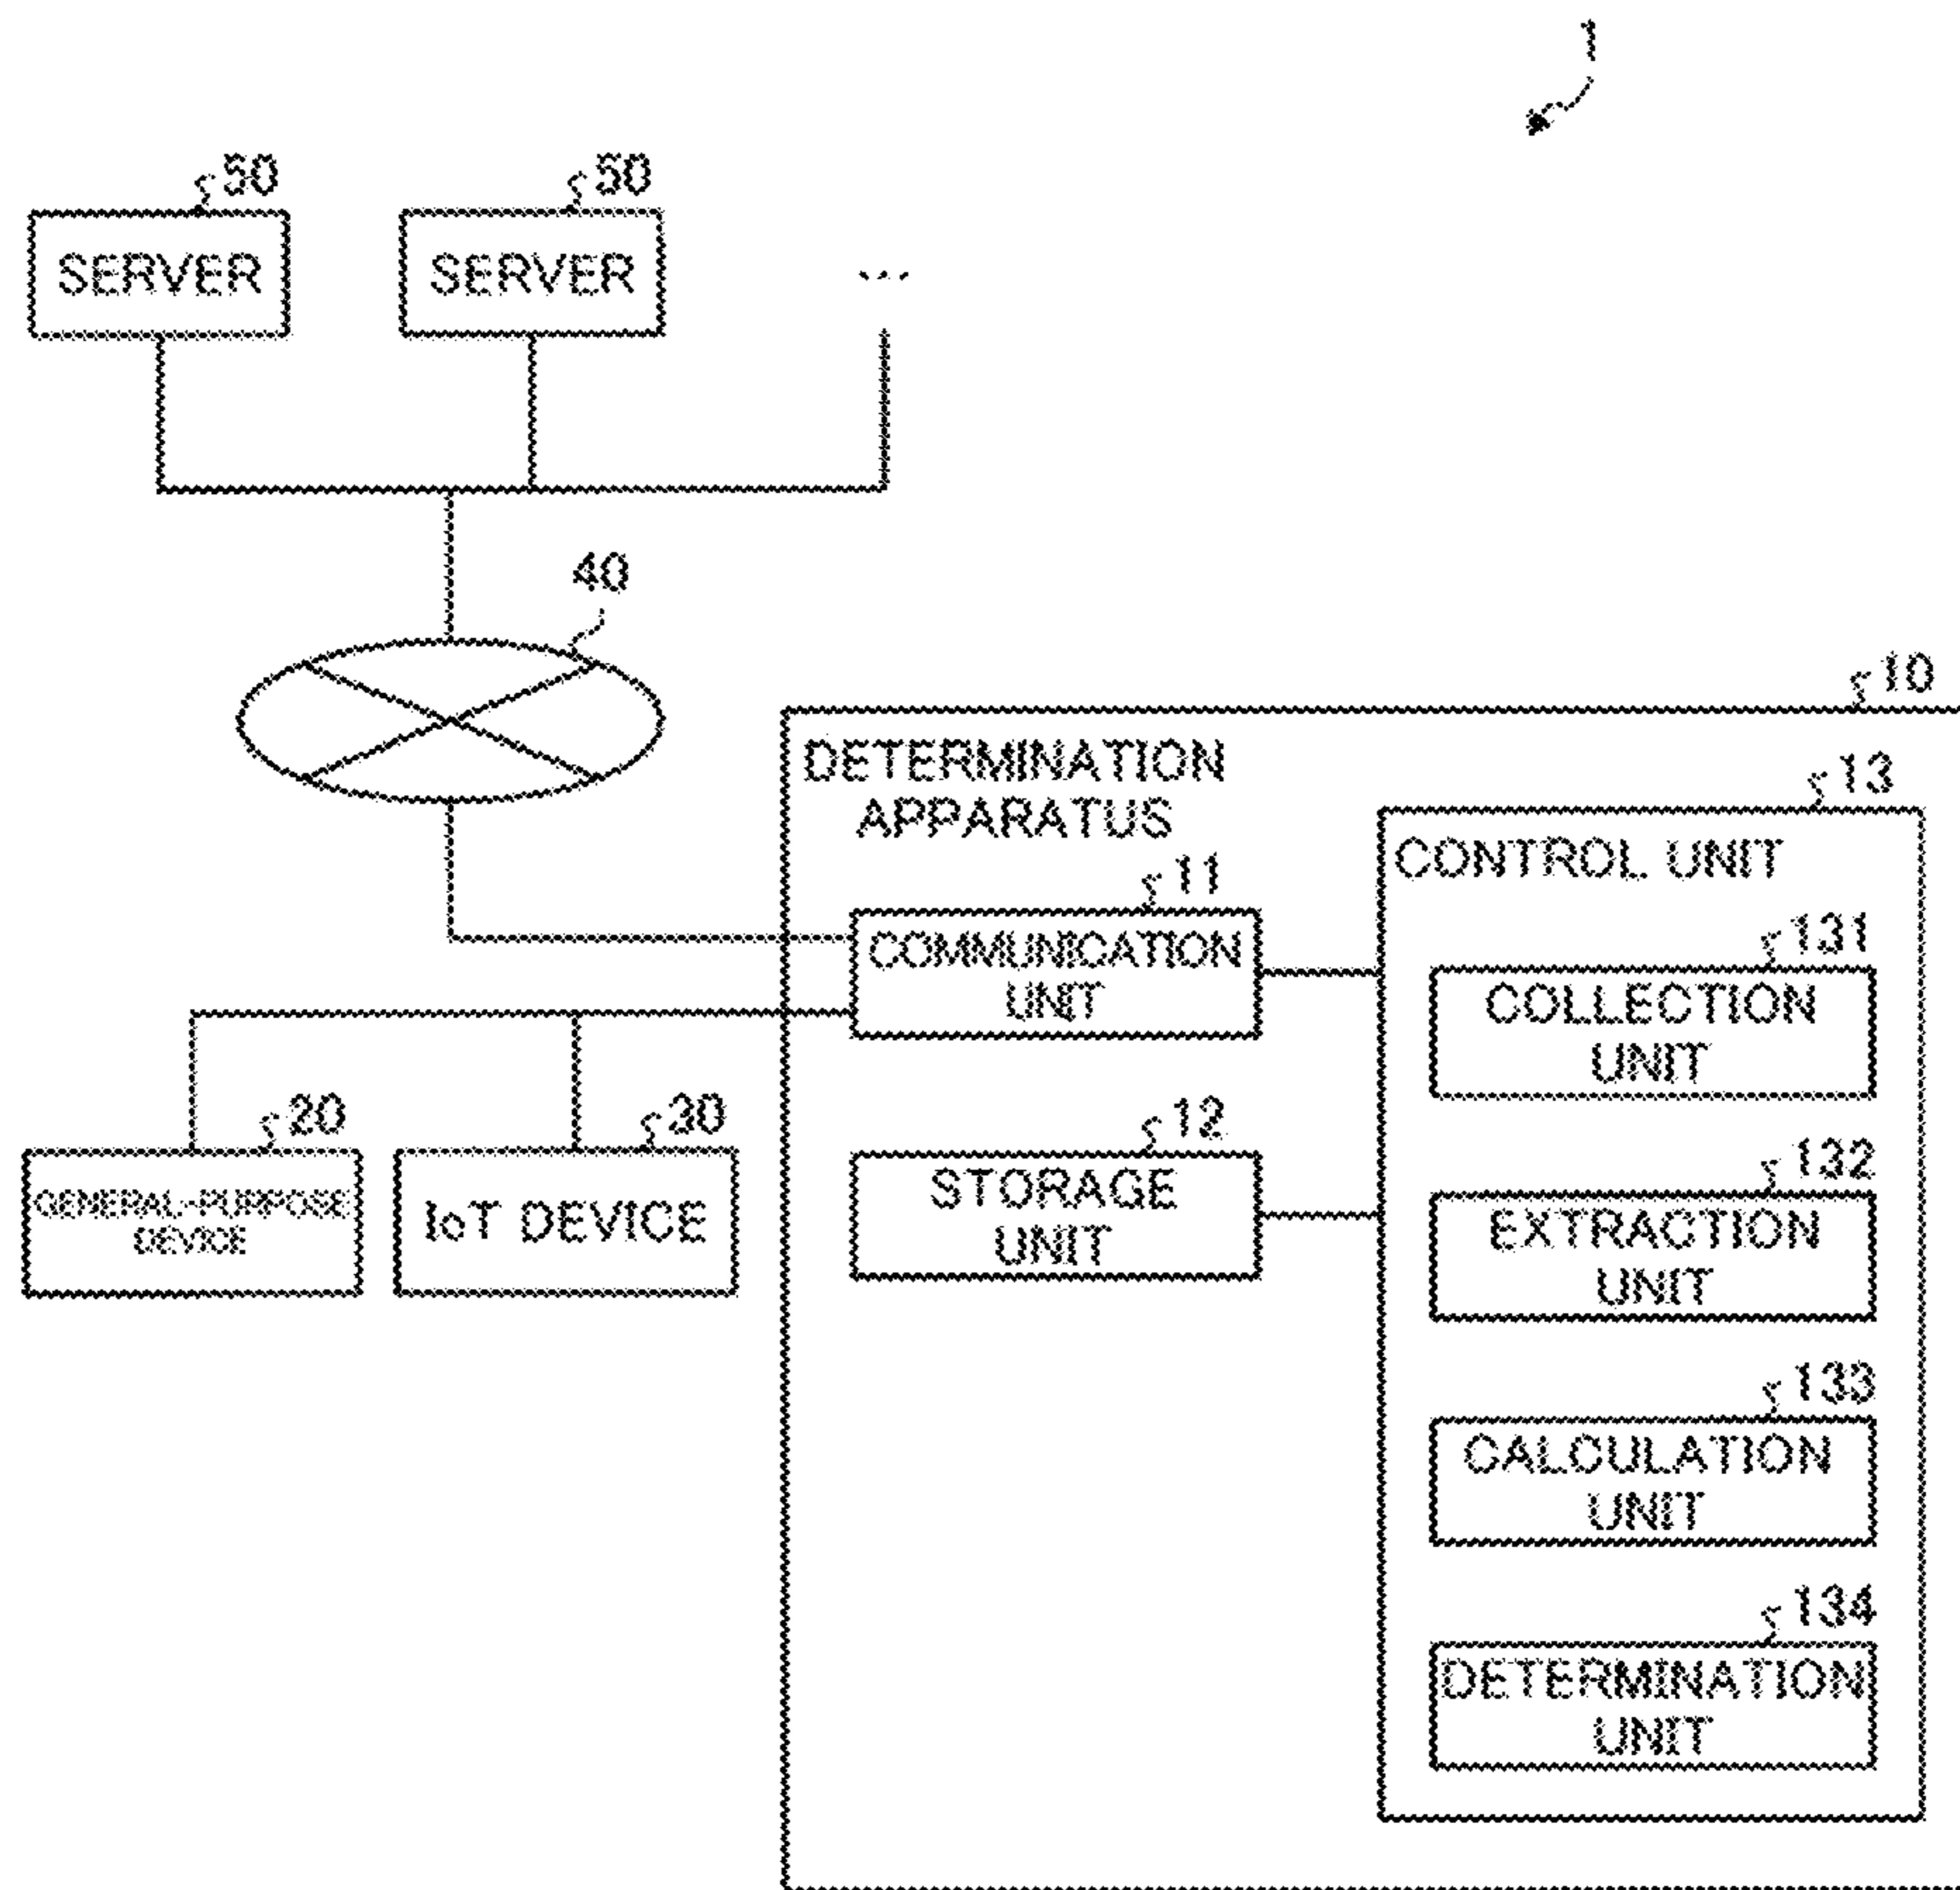 1
50
50
SERVER
SERVER
...
40
10
DETERMINATION
APPARATUS
13
CONTROL UNIT
11
COMMUNICATION
UNIT
131
COLLECTION
UNIT
20
30
12
GENERAL-PURPOSE
DEVICE
IoT DEVICE
STORAGE
UNIT
132
EXTRACTION
UNIT
133
CALCULATION
UNIT
134
DETERMINATION
UNIT